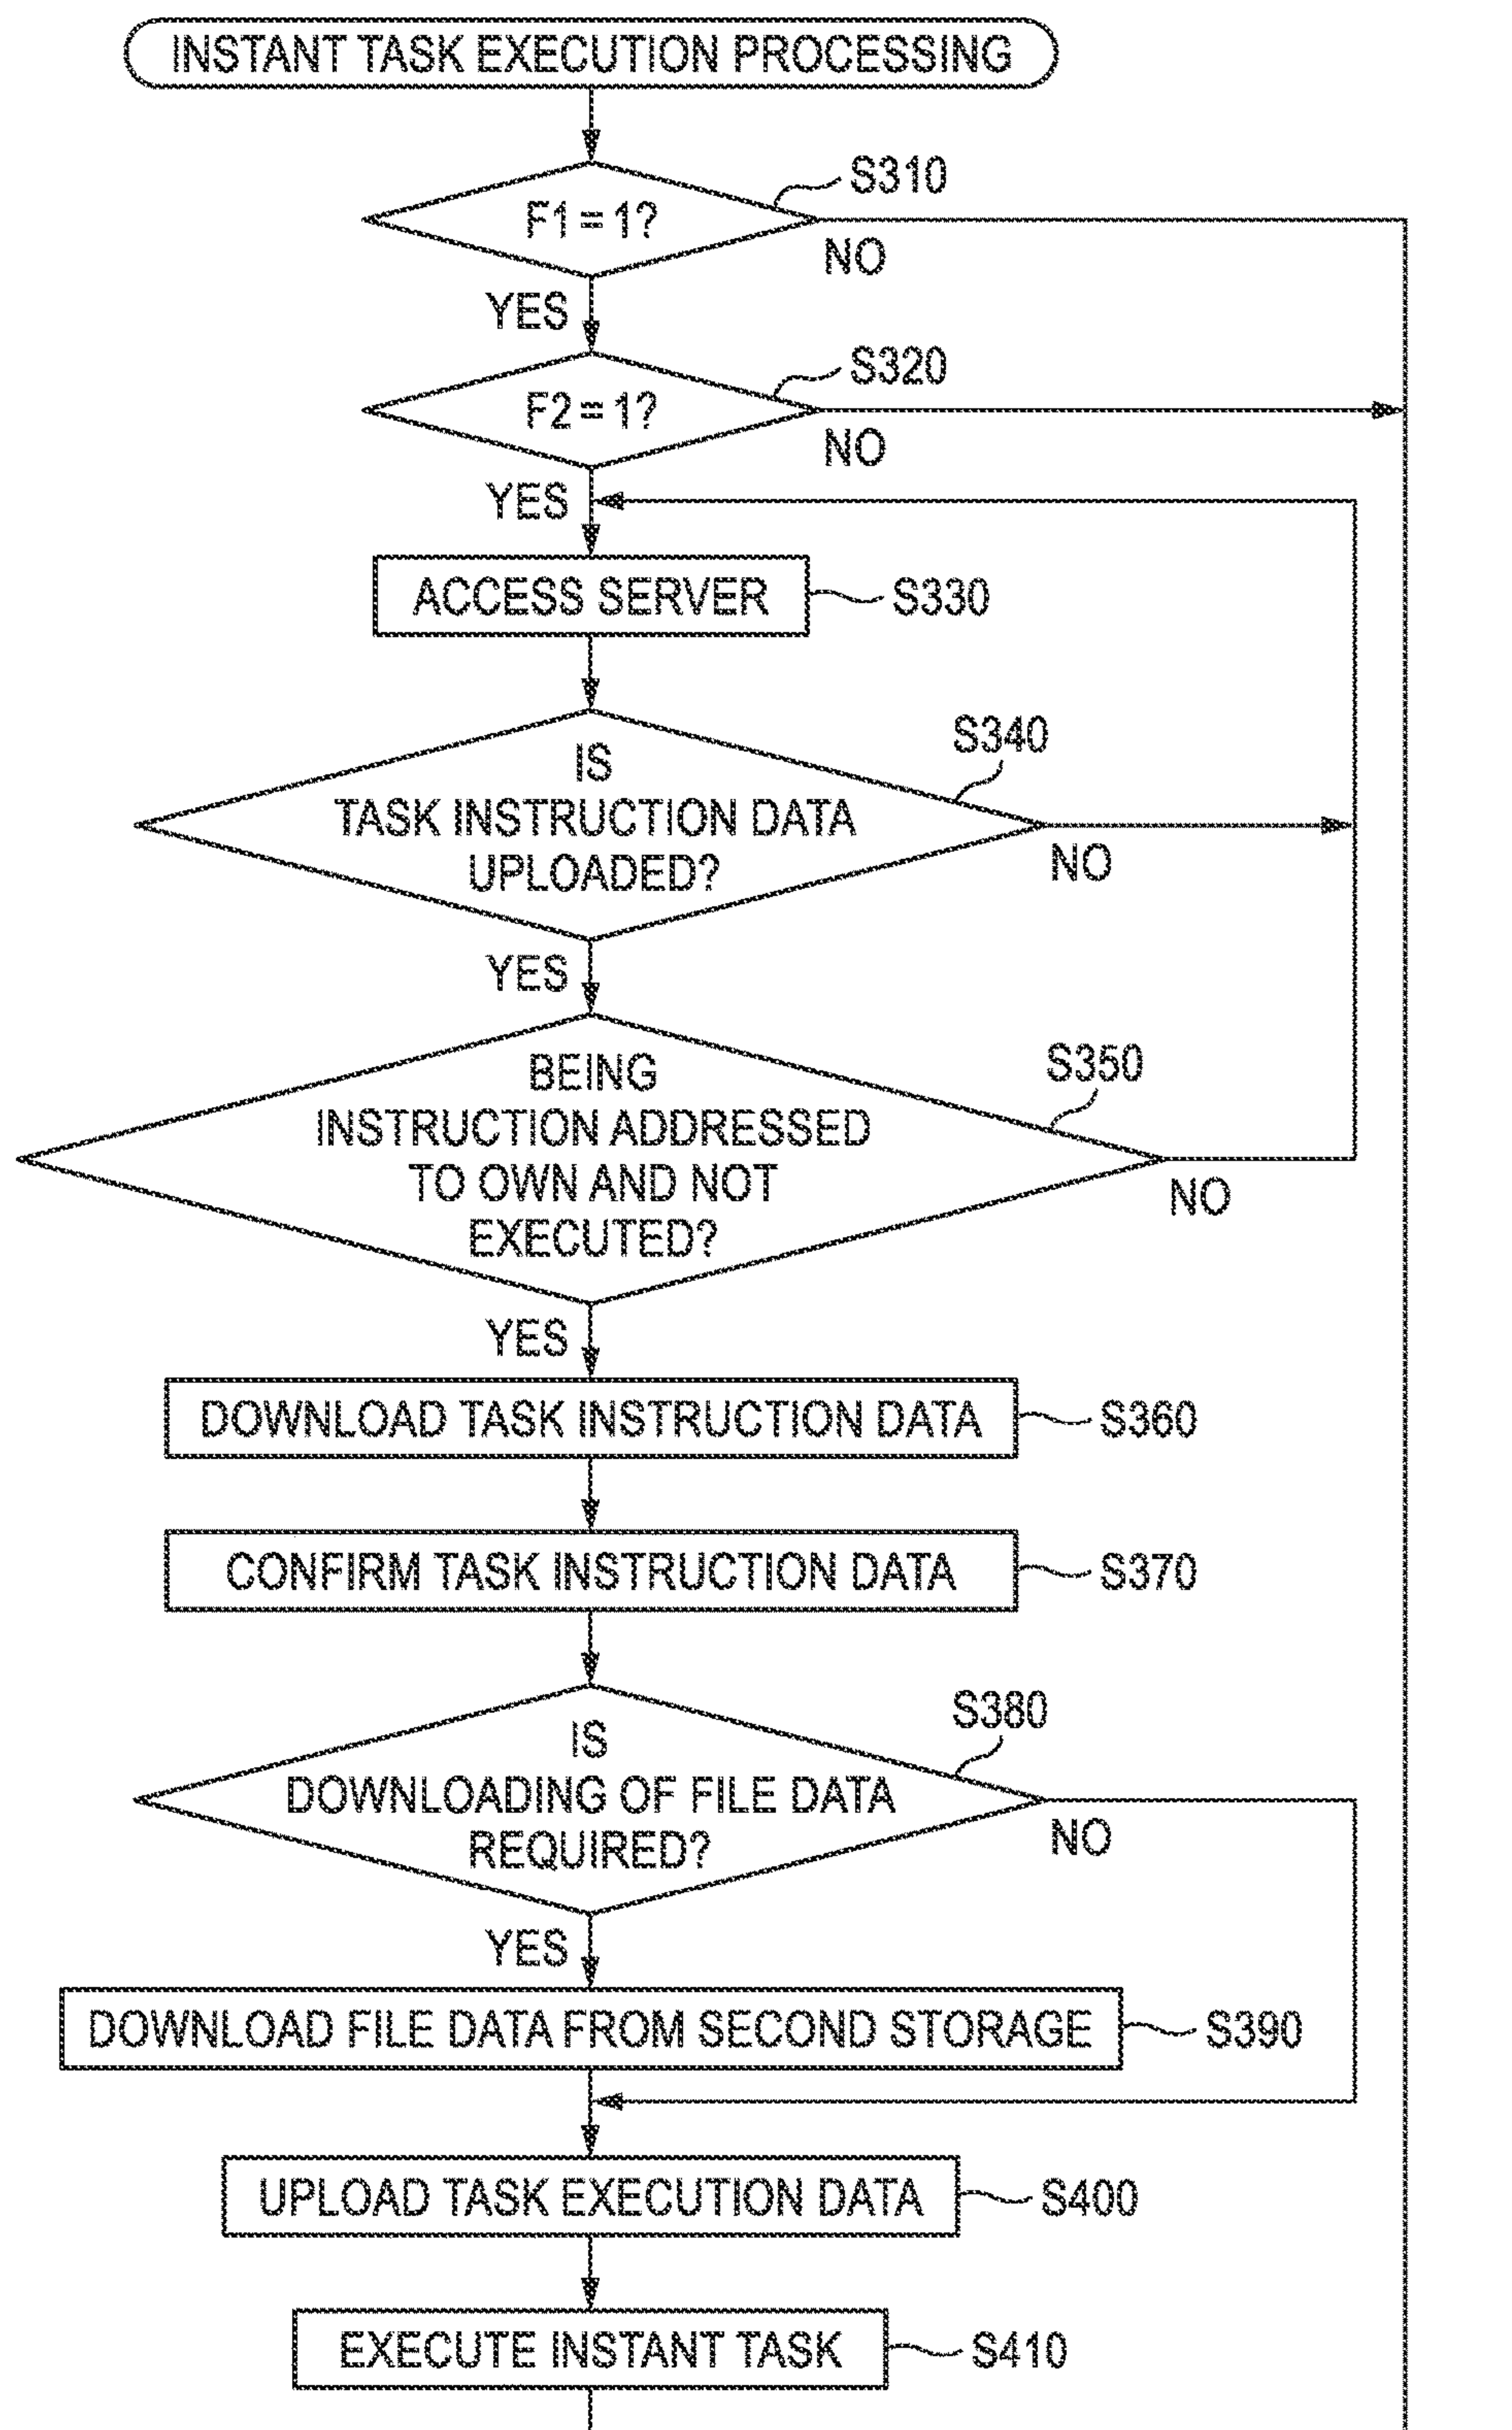 INSTANT TASK EXECUTION PROCESSING
S310
F1 = 1?
NO
YES
S320
F2 = 1?
NO
YES
ACCESS SERVER
S330
S340
IS
TASK INSTRUCTION DATA
UPLOADED?
NO
YES
S350
BEING
INSTRUCTION ADDRESSED
TO OWN AND NOT
EXECUTED?
NO
YES
DOWNLOAD TASK INSTRUCTION DATA
S360
CONFIRM TASK INSTRUCTION DATA
S370
S380
IS
DOWNLOADING OF FILE DATA
REQUIRED?
NO
YES
DOWNLOAD FILE DATA FROM SECOND STORAGE
S390
UPLOAD TASK EXECUTION DATA
S400
EXECUTE INSTANT TASK
S410